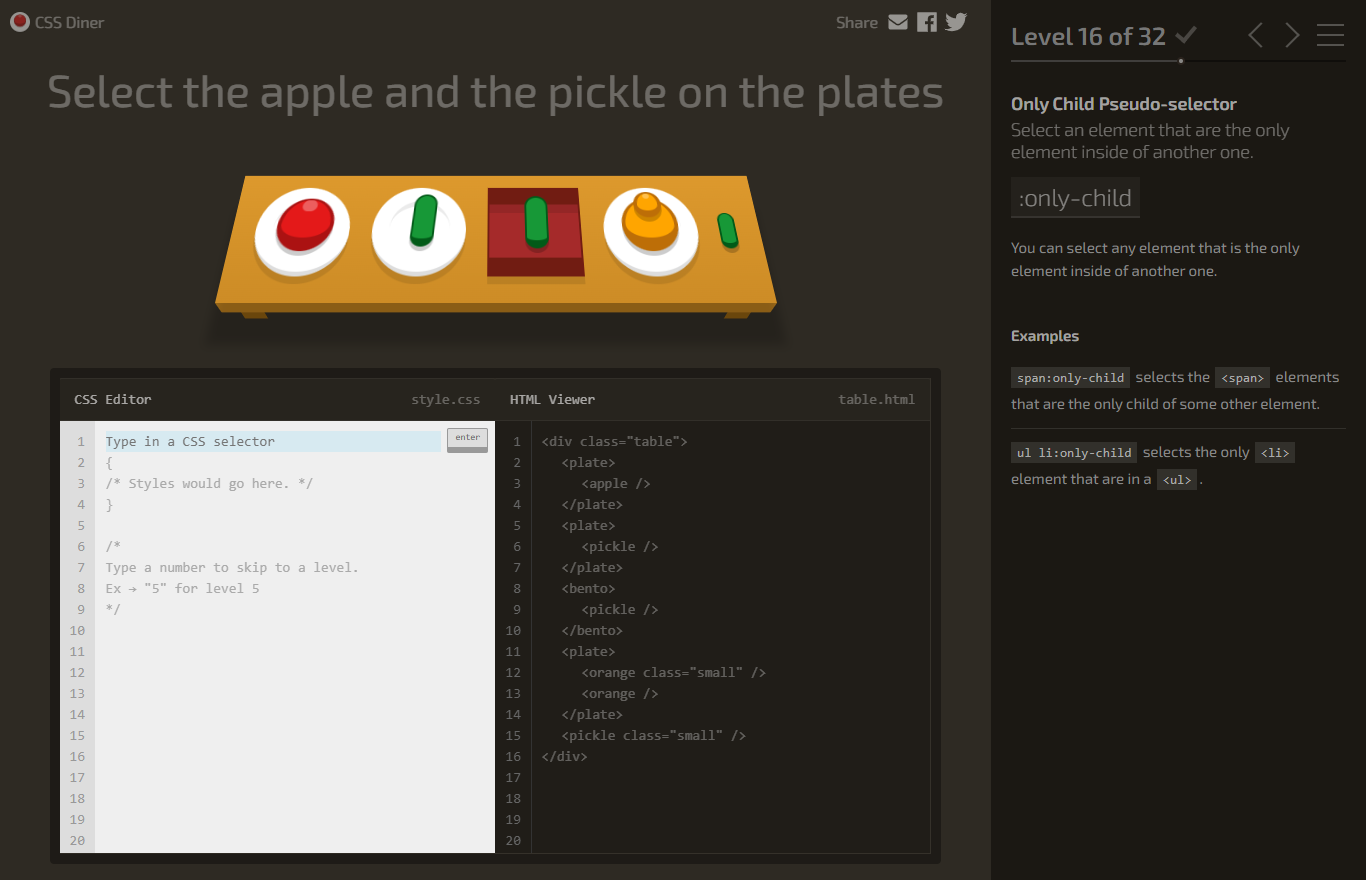 CSS Diner
Share
Select the apple and the pickle on the plates
CSS Editor
style.css
1 Type in a CSS selector
enter
2 {
3 /* Styles would go here. */
4 }
5
6 /*
7 Type a number to skip to a level.
8 Ex → "5" for level 5
9 */
10
11
12
13
14
15
16
17
18
19
20
HTML Viewer
table.html
1 <div class="table">
2 <plate>
3 <apple />
4 </plate>
5 <plate>
6 <pickle />
7 </plate>
8 <bento>
9 <pickle />
10 </bento>
11 <plate>
12 <orange class="small" />
13 <orange />
14 </plate>
15 <pickle class="small" />
16 </div>
17
18
19
20
Level 16 of 32
Only Child Pseudo-selector
Select an element that are the only
element inside of another one.
:only-child
You can select any element that is the only
element inside of another one.
Examples
span:only-child selects the <span> elements
that are the only child of some other element.
ul li:only-child selects the only <li>
element that are in a <ul>.